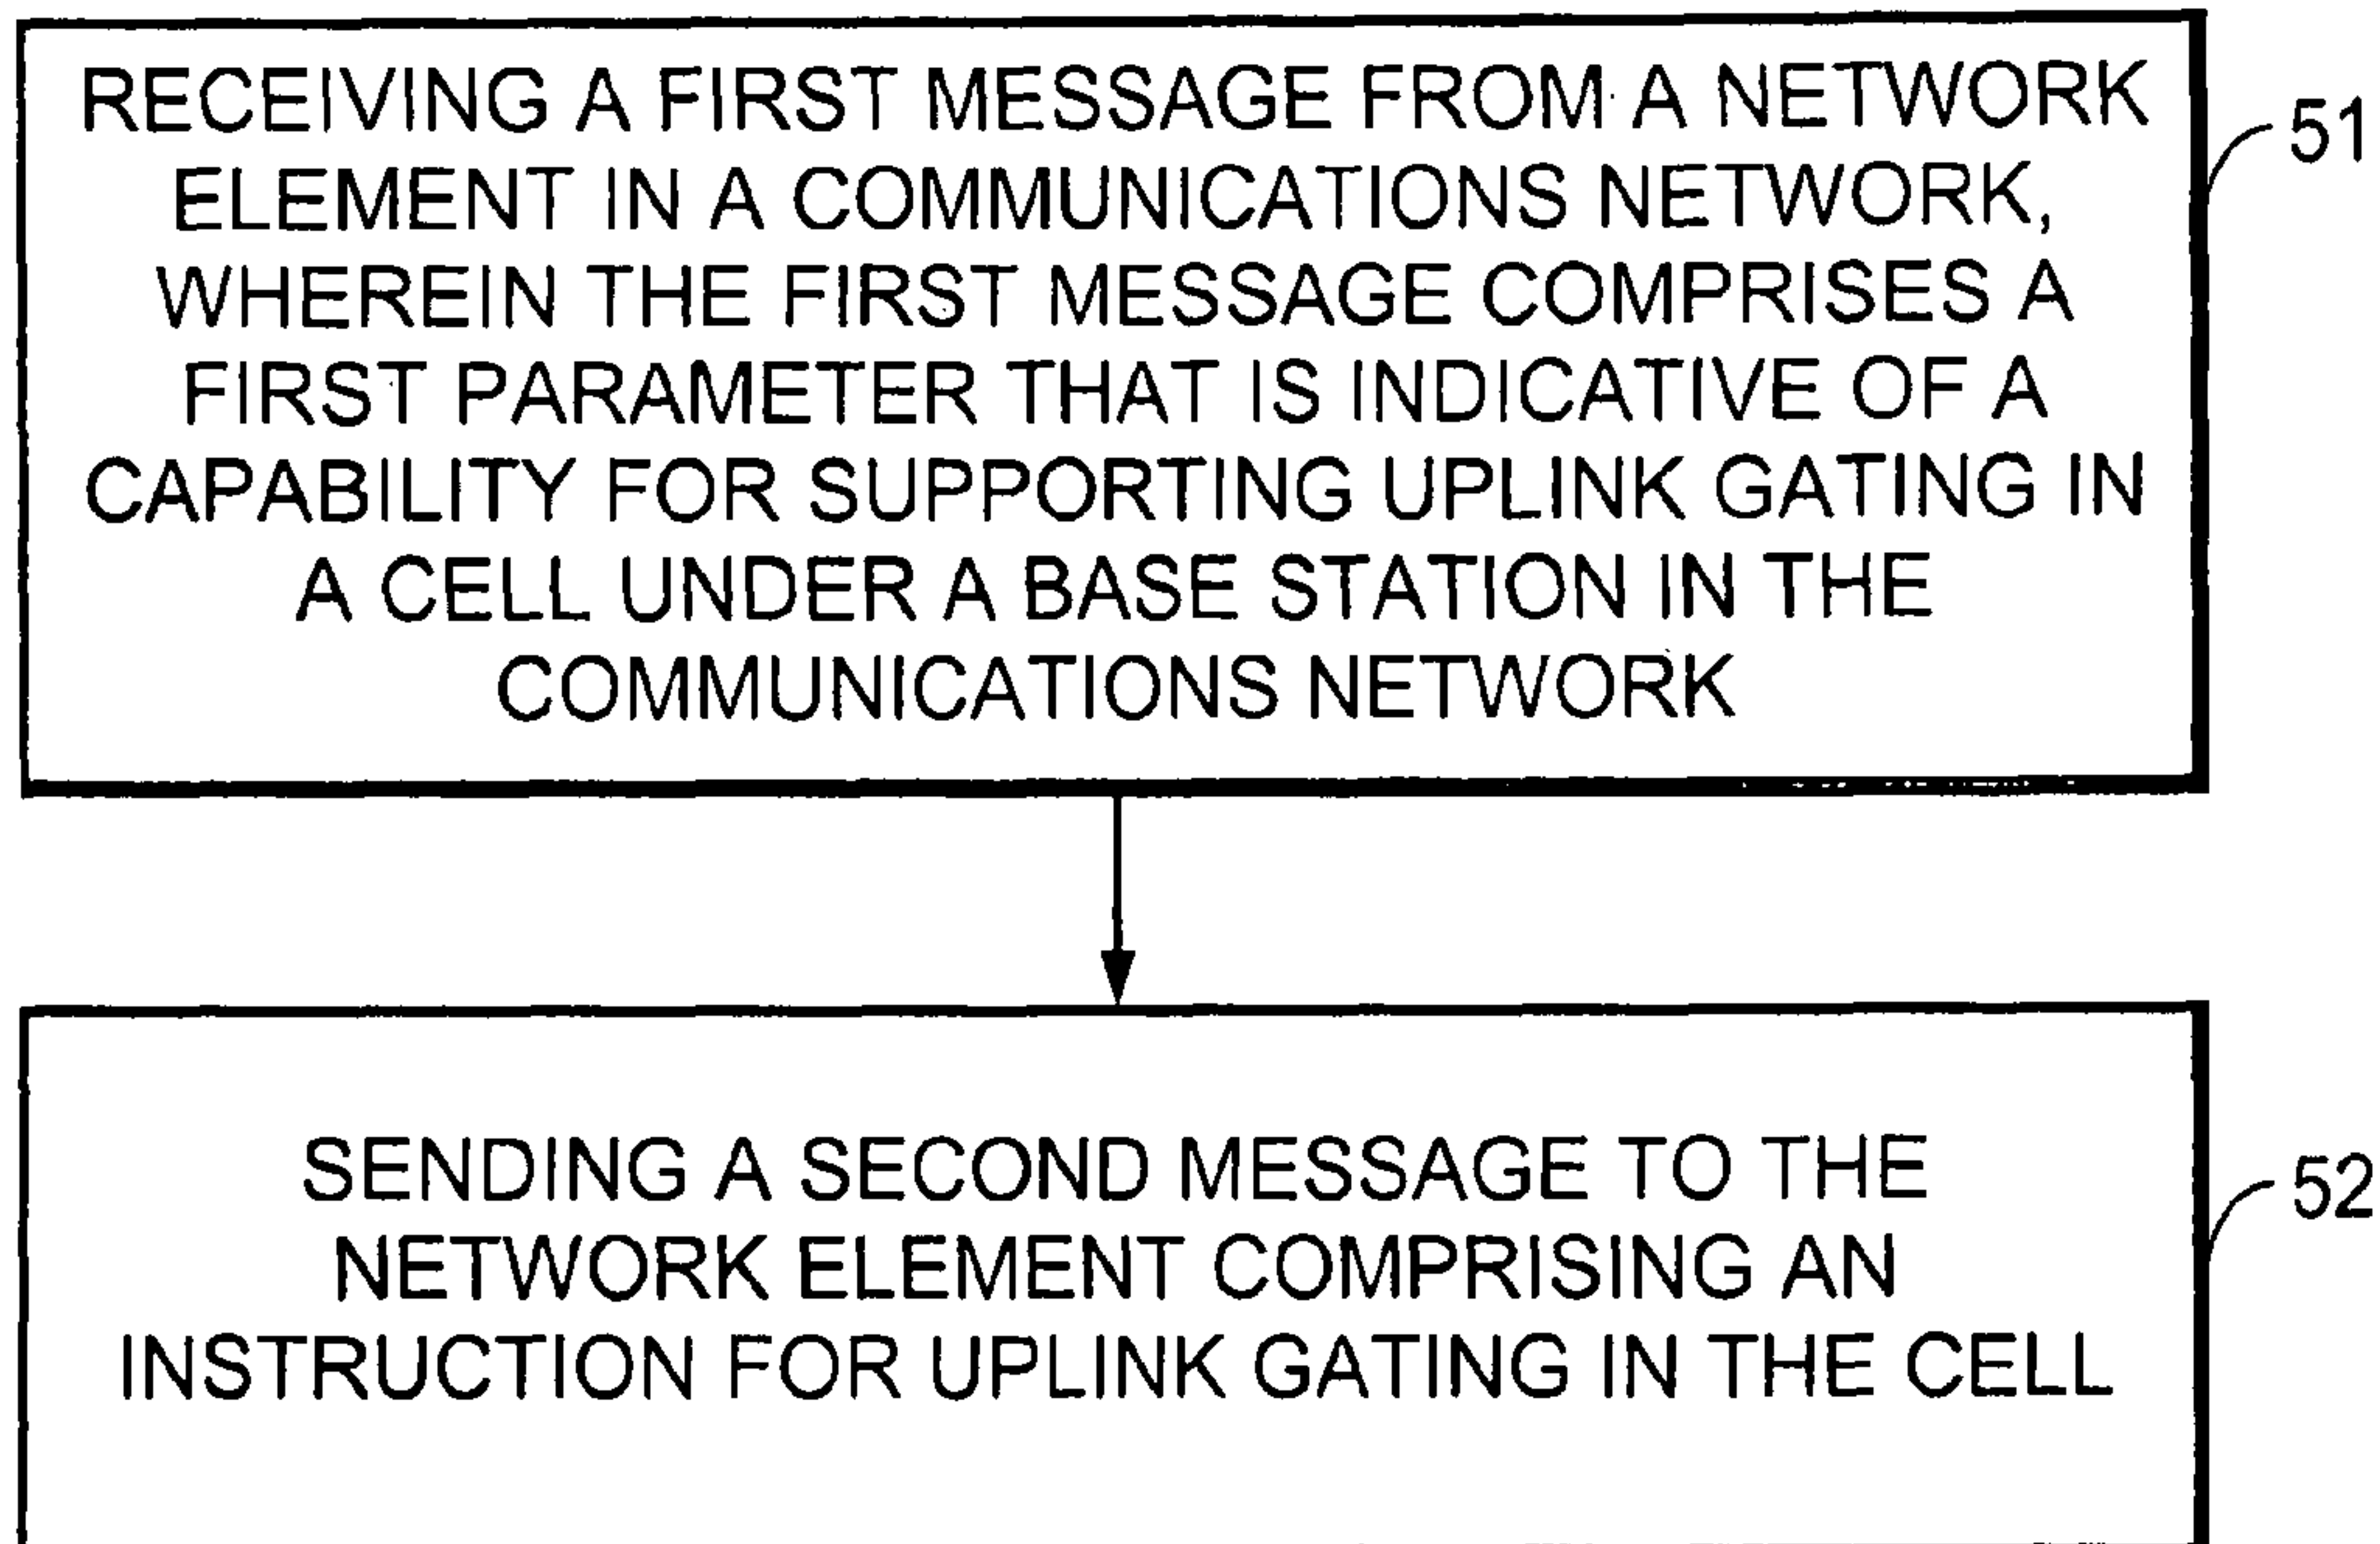 RECEIVING A FIRST MESSAGE FROM A NETWORK
ELEMENT IN A COMMUNICATIONS NETWORK,
WHEREIN THE FIRST MESSAGE COMPRISES A
FIRST PARAMETER THAT IS INDICATIVE OF A
CAPABILITY FOR SUPPORTING UPLINK GATING IN
A CELL UNDER A BASE STATION IN THE
COMMUNICATIONS NETWORK
51
SENDING A SECOND MESSAGE TO THE
NETWORK ELEMENT COMPRISING AN
INSTRUCTION FOR UPLINK GATING IN THE CELL
52